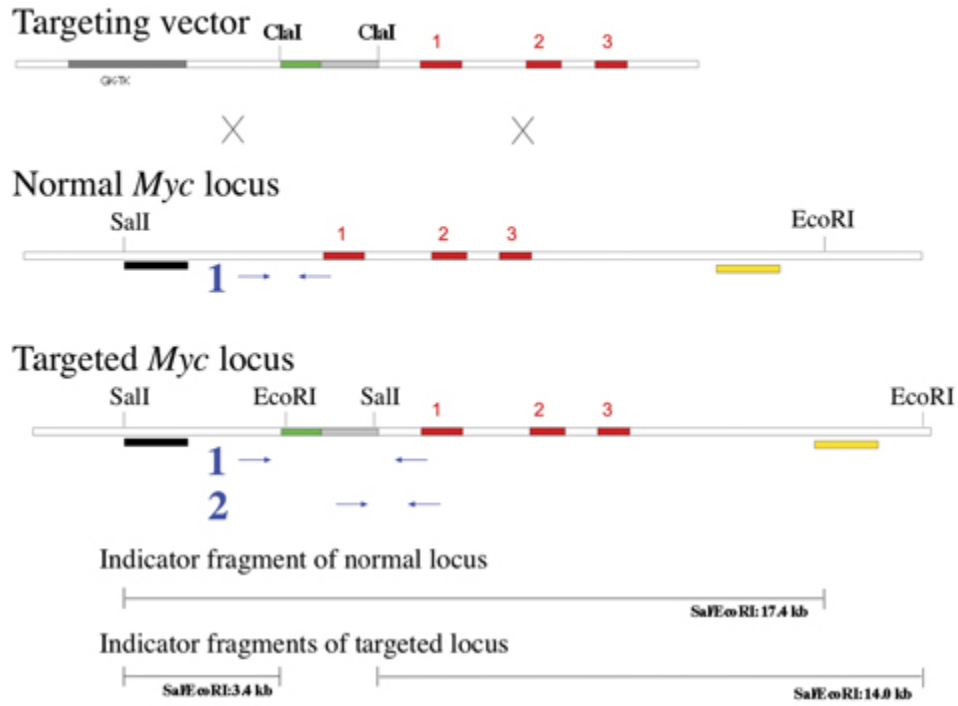 Targeting vector
ClaI ClaI
1 2 3
Normal Myc locus
SalI EcoRI
1 2 3
1
Targeted Myc locus
SalI EcoRI SalI EcoRI
1 2 3
1
2
Indicator fragment of normal locus
Sal/EcoRI:17.4 kb
Indicator fragments of targeted locus
Sal/EcoRI:3.4 kb
Sal/EcoRI:14.0 kb